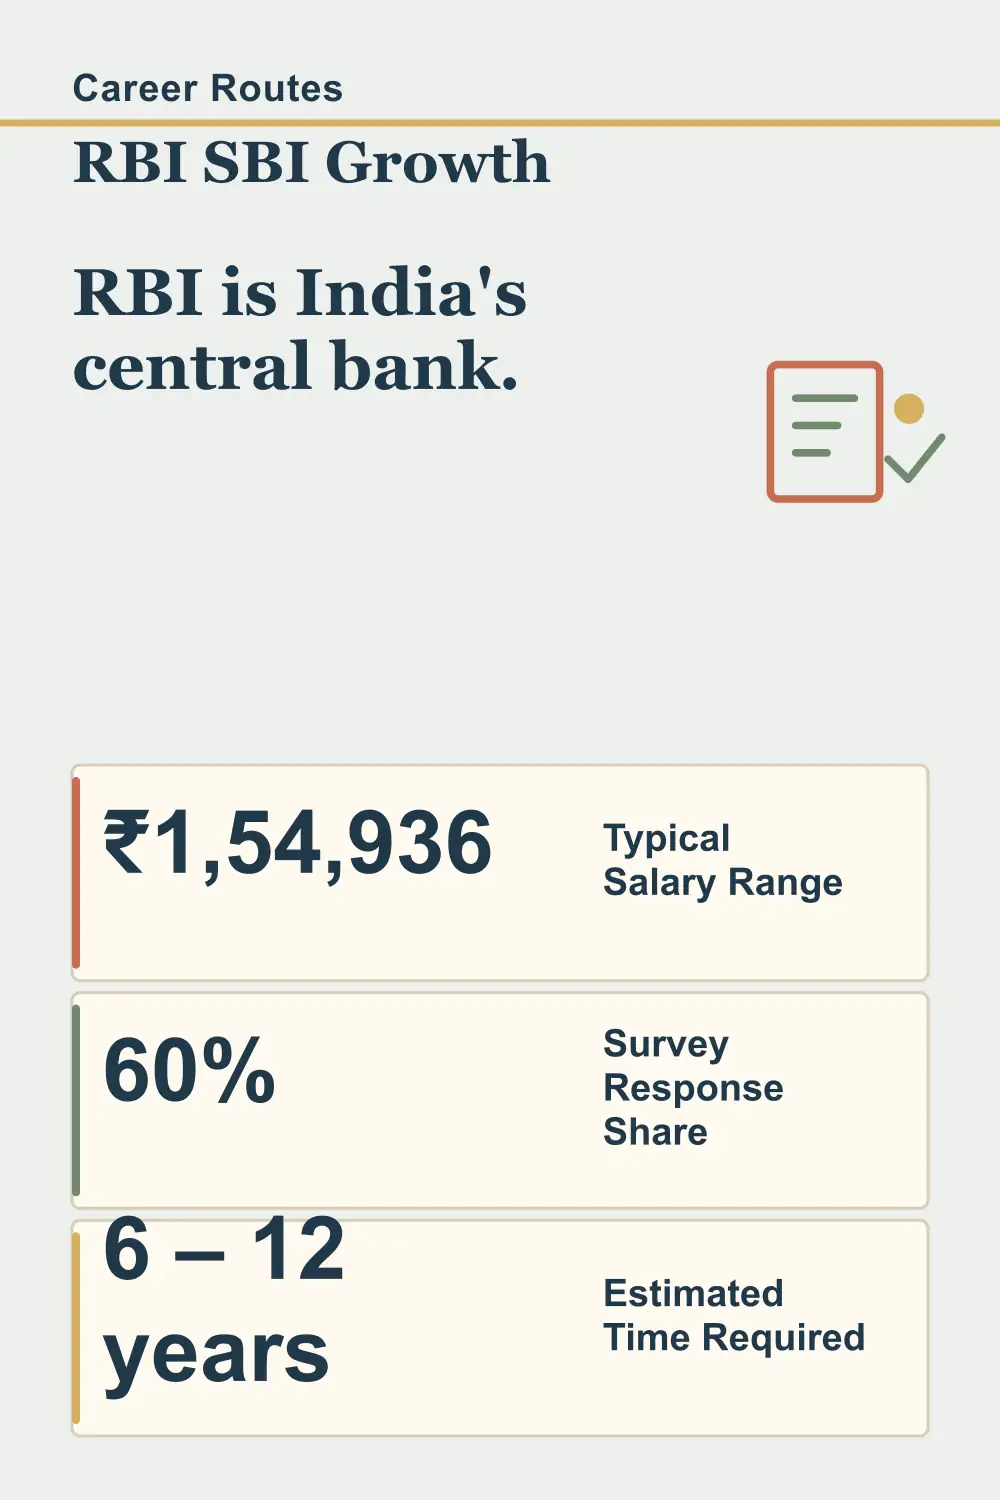 Career Routes
RBI SBI Growth
RBI is India's
central bank.
₹1,54,936
Typical
Salary Range
60%
Survey
Response
Share
6 – 12
years
Estimated
Time Required